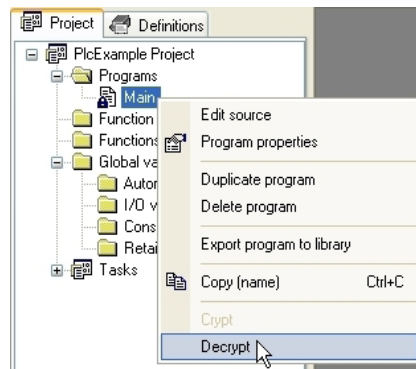 Project Definitions
PlcExample Project
Programs
Main
Function
Functions
Global va
Autor
I/O v
Cons
Retai
Tasks
Edit source
Program properties
Duplicate program
Delete program
Export program to library
Copy (name) Ctrl+C
Crypt
Decrypt